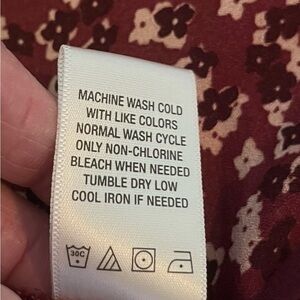 MACHINE WASH COLD
WITH LIKE COLORS
NORMAL WASH CYCLE
ONLY NON-CHLORINE
BLEACH WHEN NEEDED
TUMBLE DRY LOW
COOL IRON IF NEEDED
30C